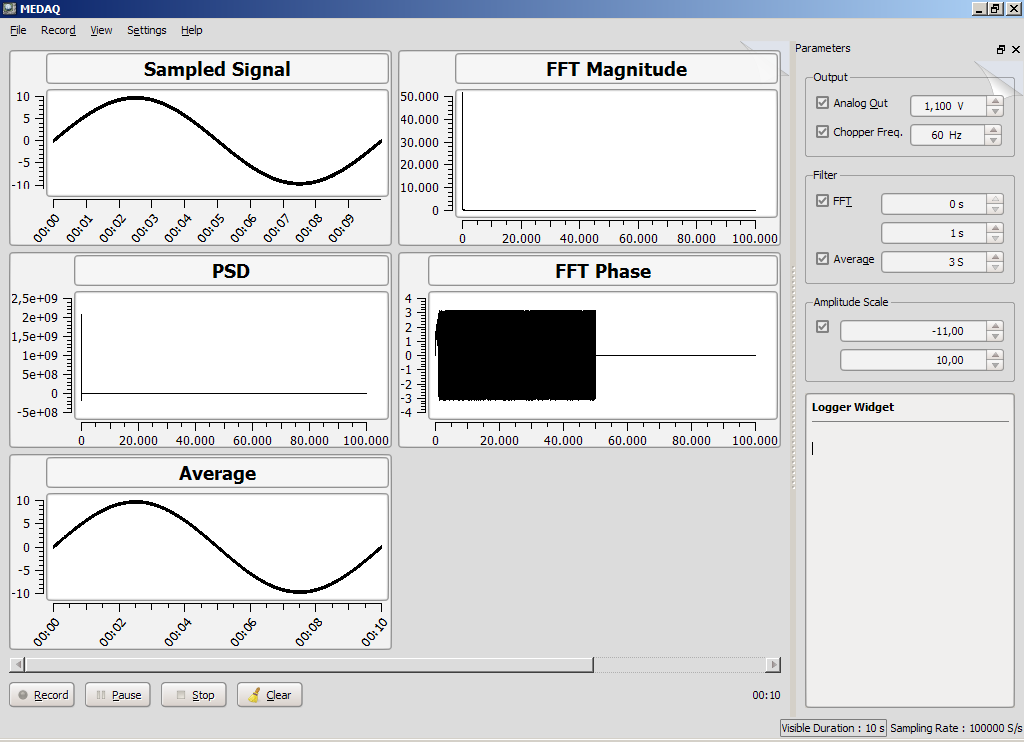 MEDAQ
File Record View Settings Help
Sampled Signal
10
5
0
-5
-10
00:00 00:01 00:02 00:03 00:04 00:05 00:06 00:07 00:08 00:09
FFT Magnitude
50.000
40.000
30.000
20.000
10.000
0
0 20.000 40.000 60.000 80.000 100.000
PSD
2,5e+09
2e+09
1,5e+09
1e+09
5e+08
0
-5e+08
0 20.000 40.000 60.000 80.000 100.000
FFT Phase
4
3
2
1
0
-1
-2
-3
-4
0 20.000 40.000 60.000 80.000 100.000
Average
10
5
0
-5
-10
00:00 00:02 00:04 00:06 00:08 00:10
Record Pause Stop Clear 00:10
Parameters
Output
Analog Out 1,100 V
Chopper Freq. 60 Hz
Filter
FFT 0 s
1 s
Average 3 S
Amplitude Scale
-11,00
10,00
Logger Widget
Visible Duration : 10 s Sampling Rate : 100000 S/s